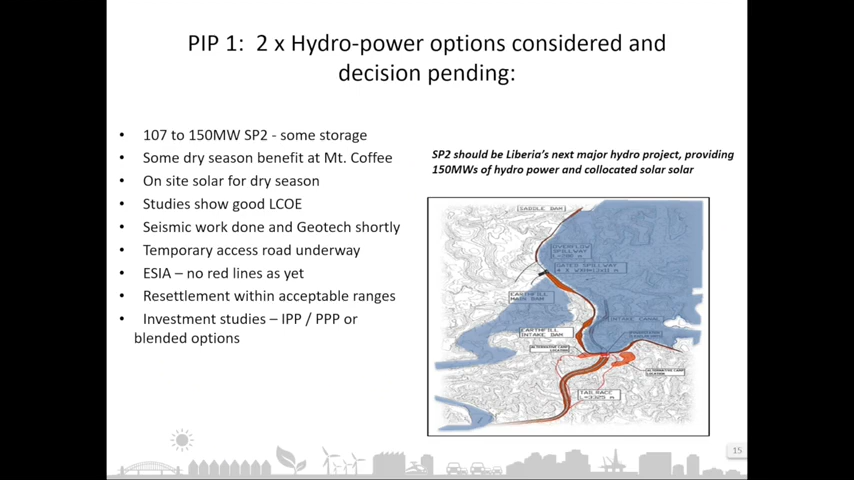 PIP 1: 2 x Hydro-power options considered and
decision pending:
• 107 to 150MW SP2 - some storage
• Some dry season benefit at Mt. Coffee
• On site solar for dry season
• Studies show good LCOE
• Seismic work done and Geotech shortly
• Temporary access road underway
• ESIA – no red lines as yet
• Resettlement within acceptable ranges
• Investment studies – IPP / PPP or
blended options
SP2 should be Liberia's next major hydro project, providing
150MWs of hydro power and collocated solar solar
SADDLE DAM
OVERFLOW
SPILLWAY
GATED SPILLWAY
EARTHFILL
MAIN DAM
INTAKE CANAL
EARTHFILL
INTAKE DAM
LOCATION
LOCATION
TAIL RACE
15